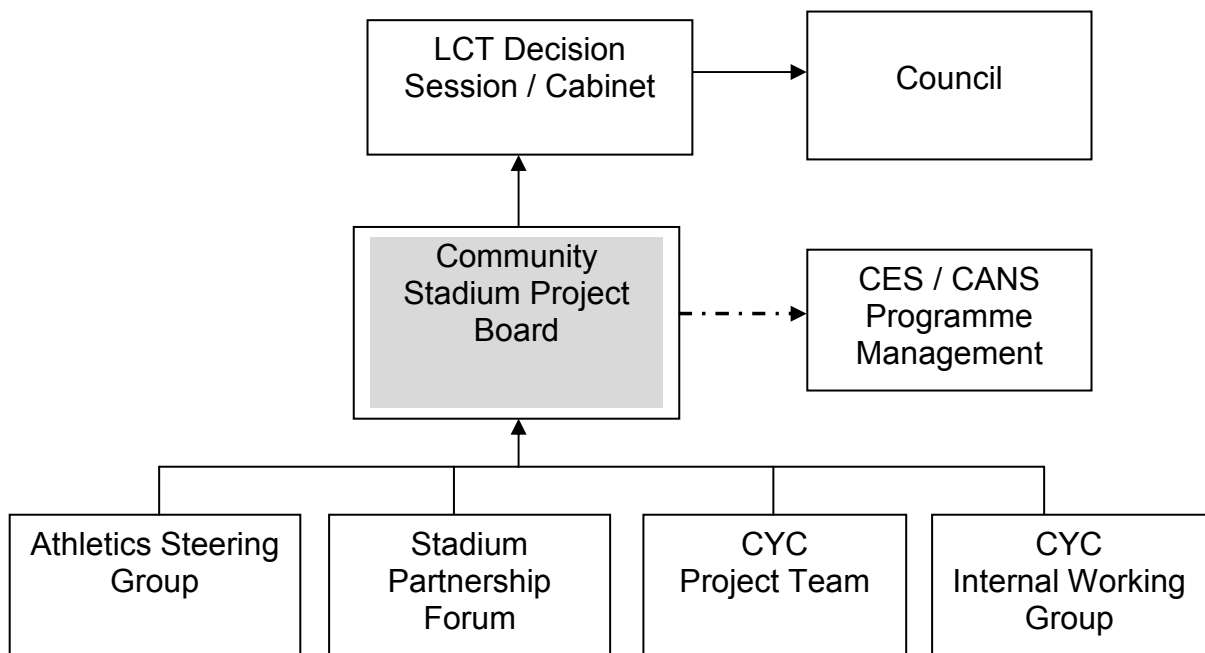 LCT Decision
Session / Cabinet
Council
Community
Stadium Project
Board
CES / CANS
Programme
Management
Athletics Steering
Group
Stadium
Partnership
Forum
CYC
Project Team
CYC
Internal Working
Group